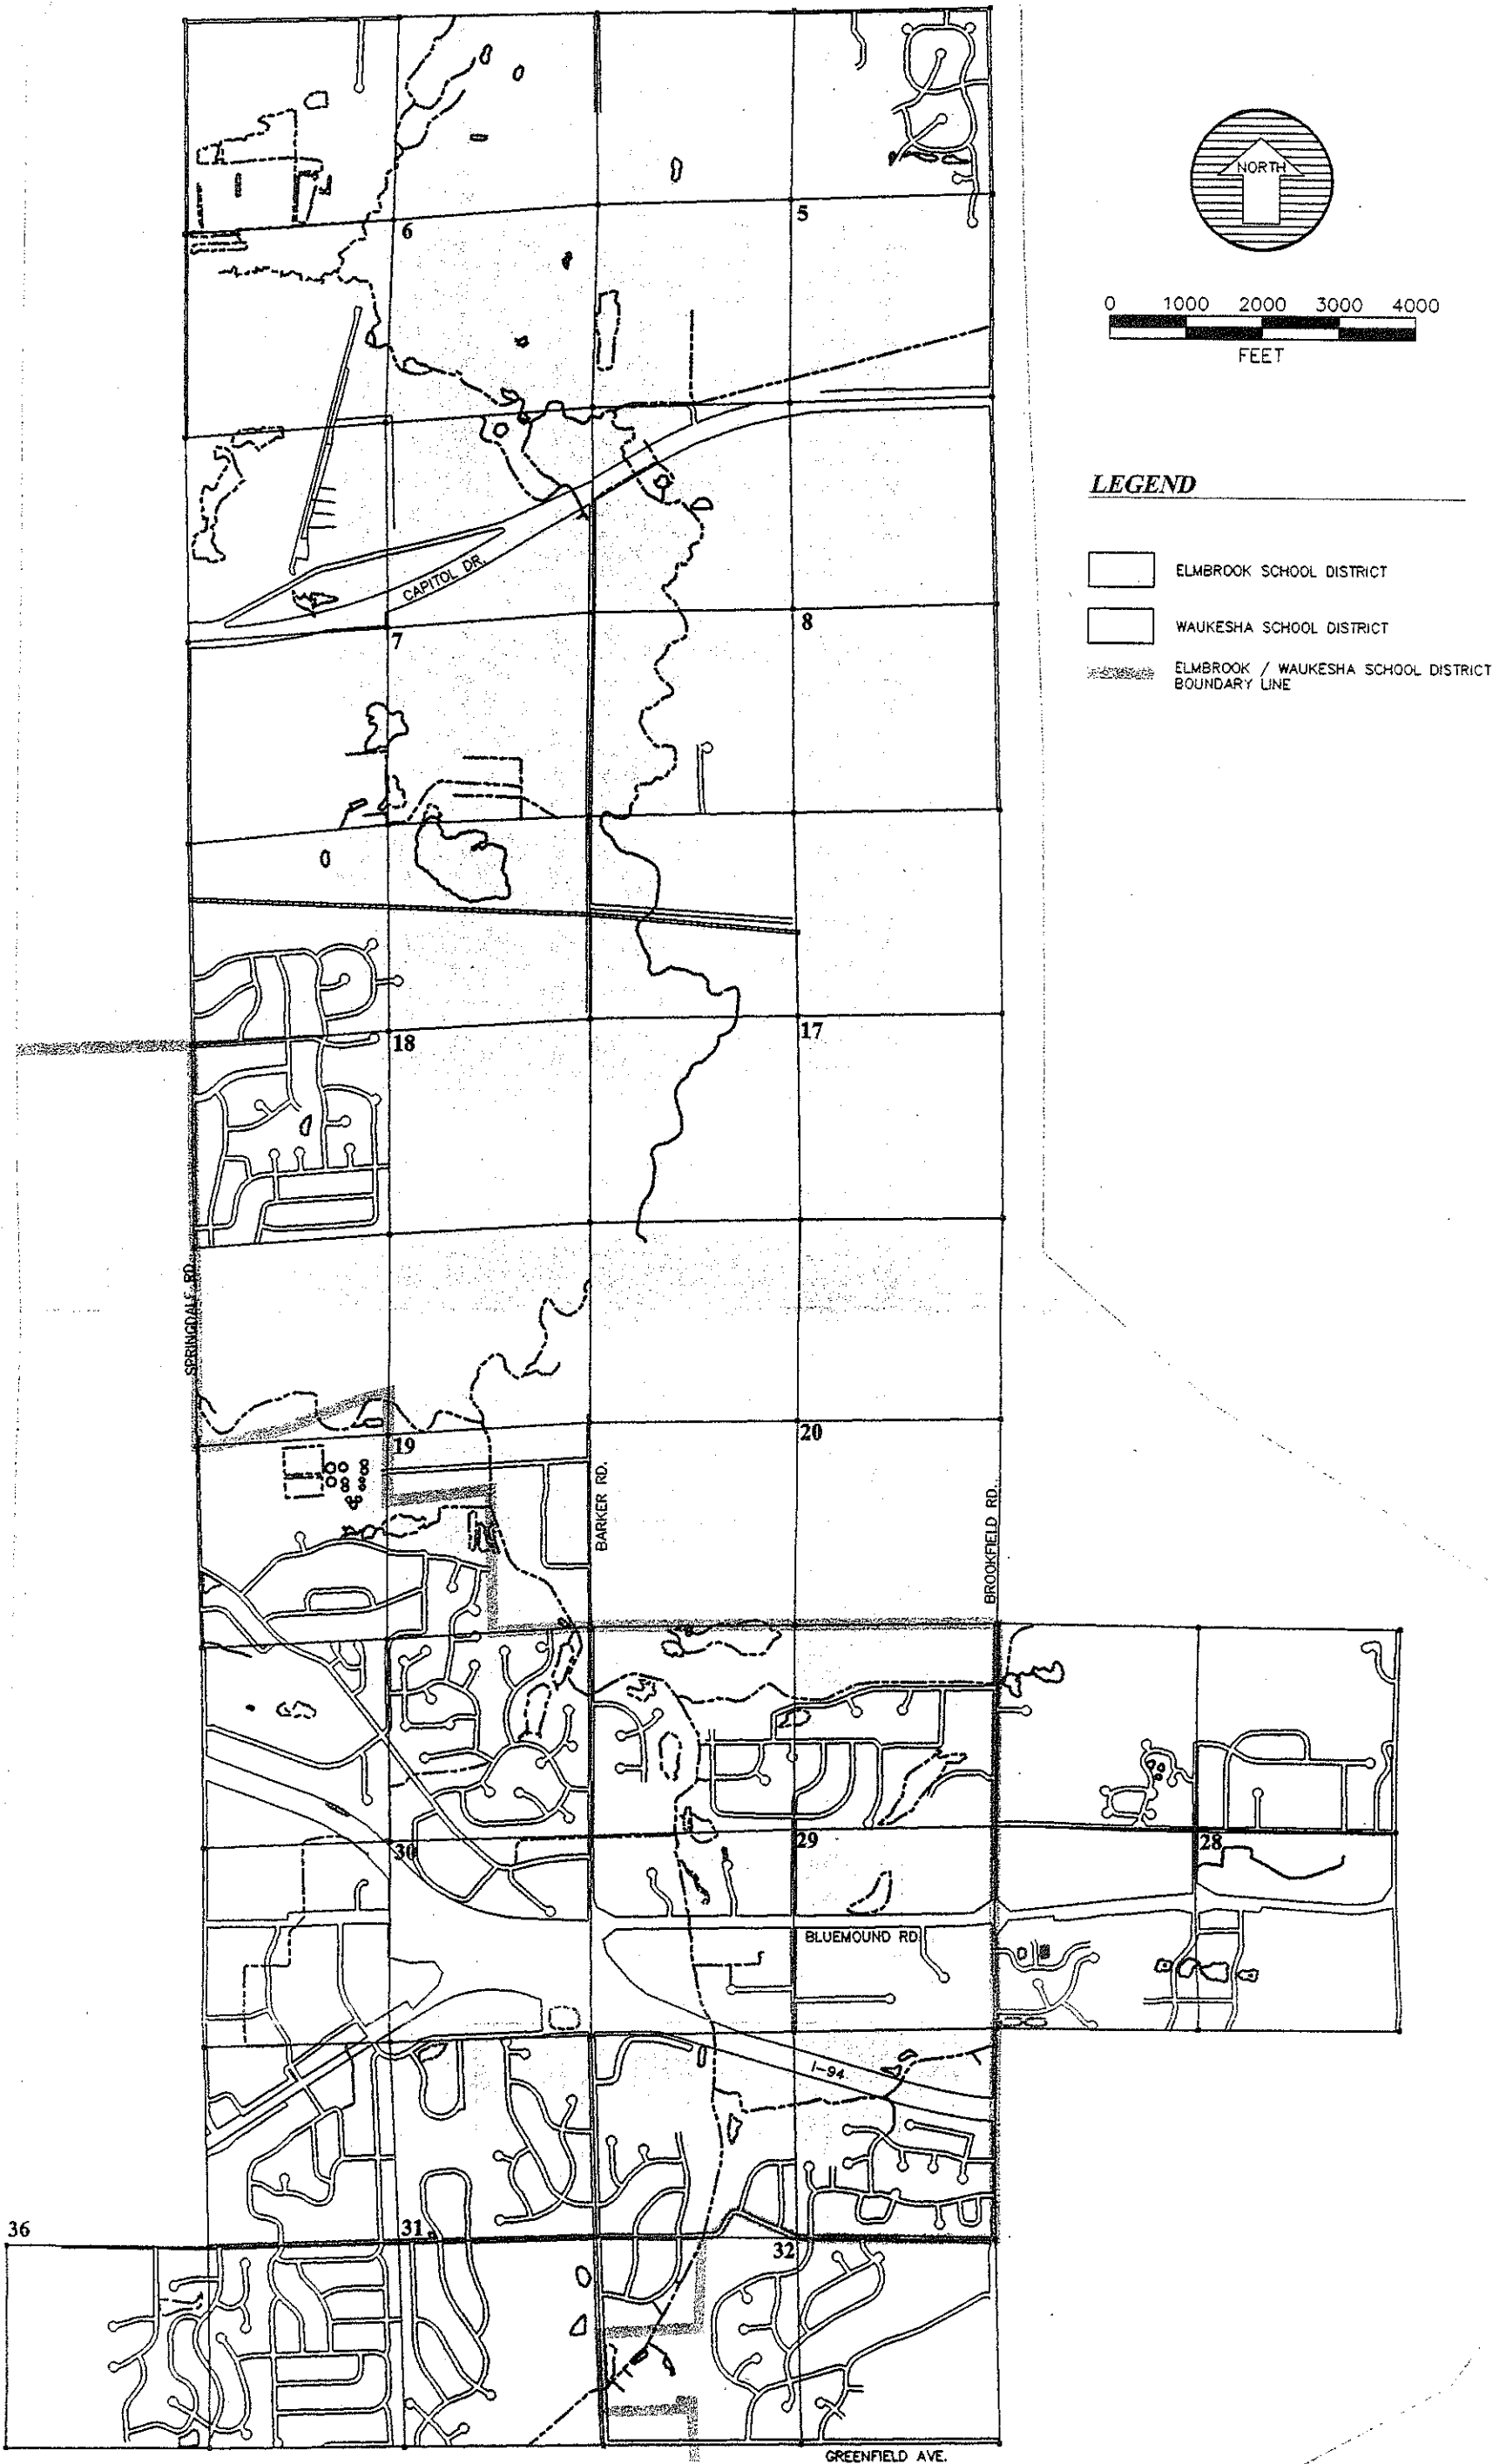 6
5
NORTH
0 1000 2000 3000 4000
FEET
LEGEND
ELMBROOK SCHOOL DISTRICT
WAUKESHA SCHOOL DISTRICT
ELMBROOK / WAUKESHA SCHOOL DISTRICT
BOUNDARY LINE
CAPITOL DR.
7
8
18
17
SPRINGDALE RD.
19
20
BARKER RD.
BROOKFIELD RD.
30
29
28
BLUEMOUND RD.
I-94
36
31
32
GREENFIELD AVE.